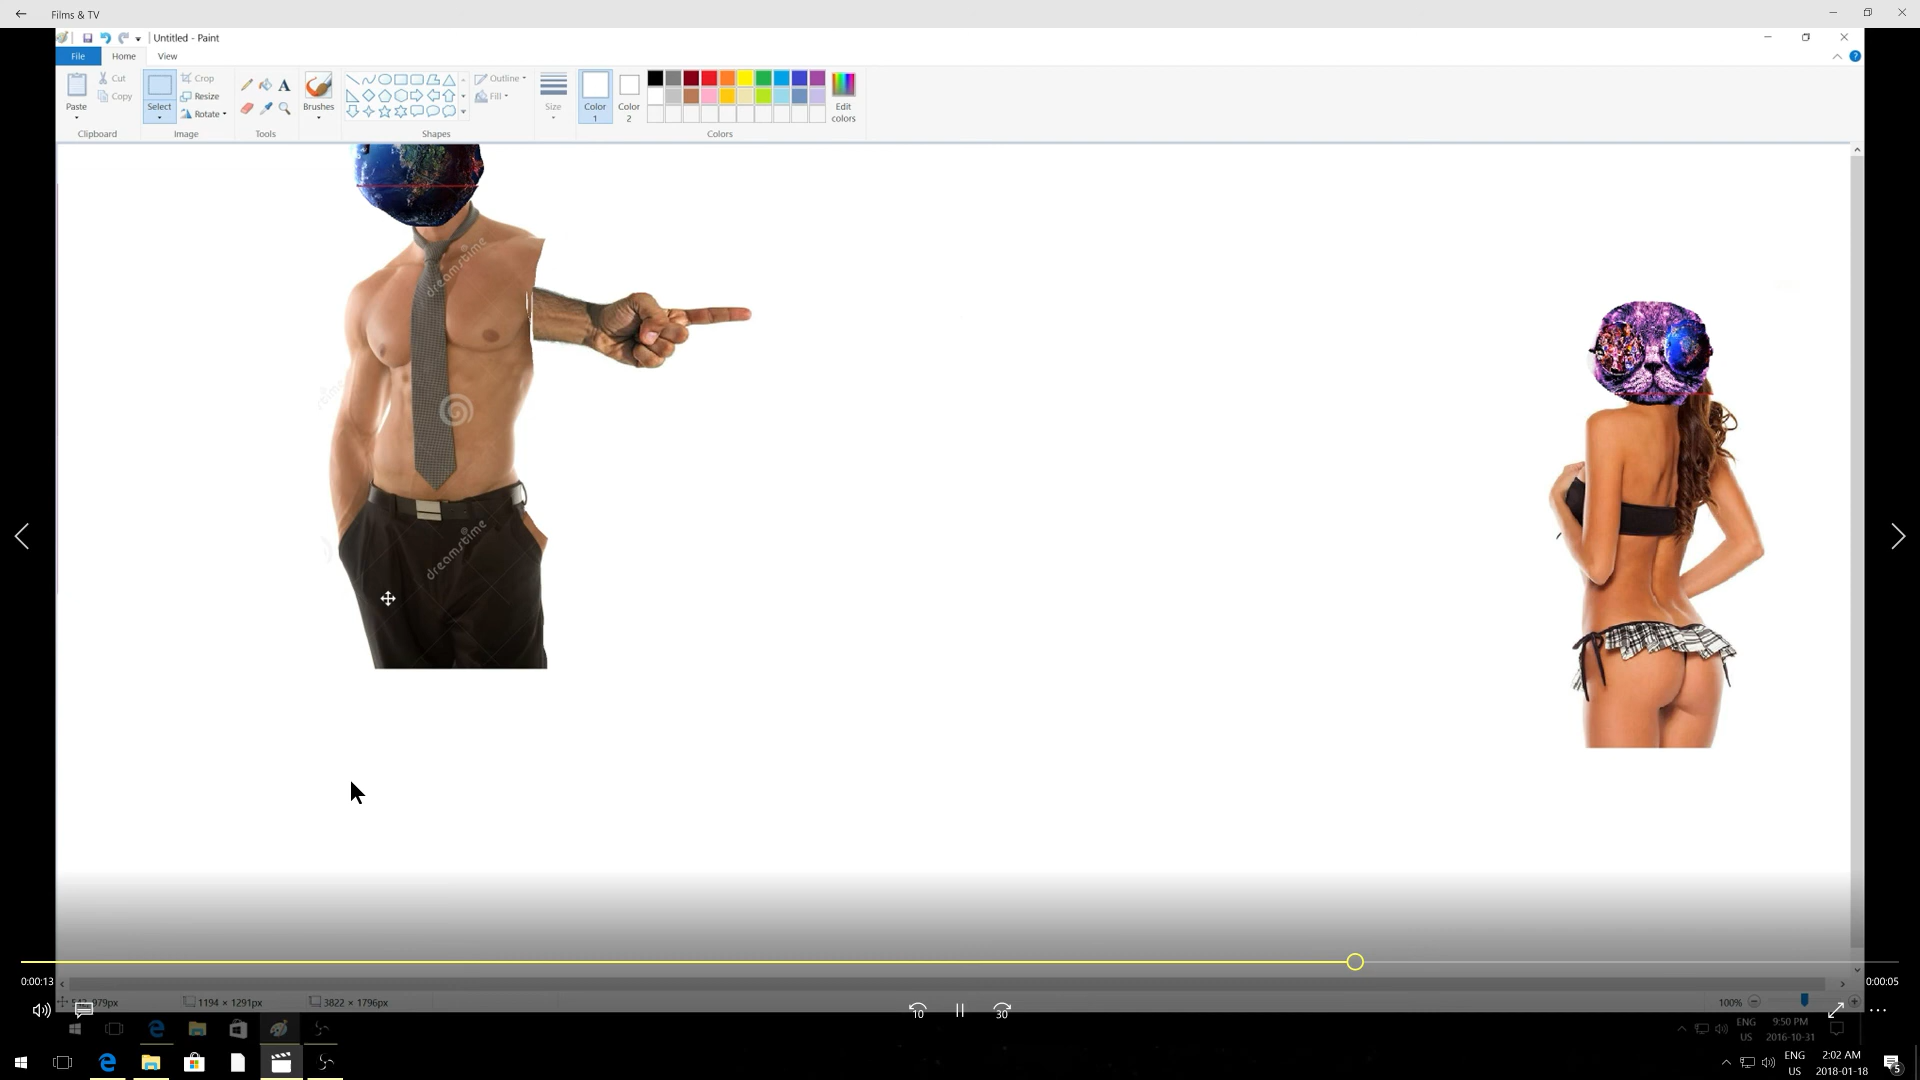 Films & TV
Untitled - Paint
File Home View
Paste
Cut
Copy
Clipboard
Select
Crop
Resize
Rotate
Image
Tools
Brushes
Shapes
Outline
Fill
Size
Color 1
Color 2
Colors
Edit colors
dreamstime
dreamstime
0:00:13
0:00:05
1194 × 1291px
3822 × 1796px
100%
10
30
ENG
US
9:50 PM
2016-10-31
ENG
US
2:02 AM
2018-01-18
5